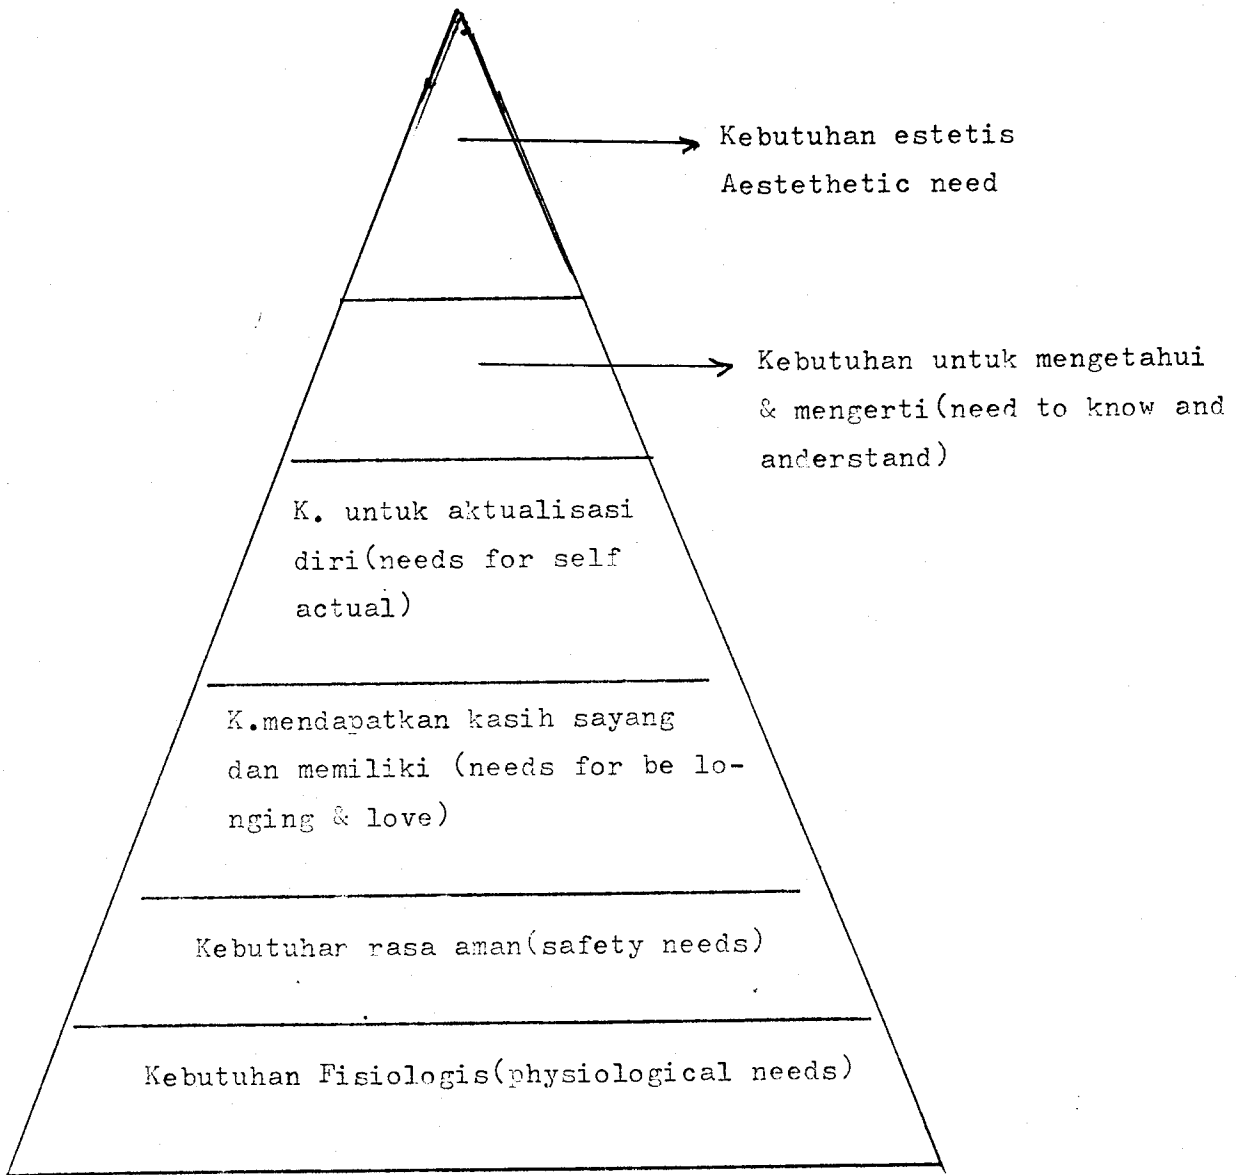 Kebutuhan estetis
Aestethetic need
Kebutuhan untuk mengetahui
& mengerti(need to know and
anderstand)
K. untuk aktualisasi
diri(needs for self
actual)
K.mendapatkan kasih sayang
dan memiliki (needs for be lo-
nging & love)
Kebutuhar rasa aman(safety needs)
Kebutuhan Fisiologis(physiological needs)